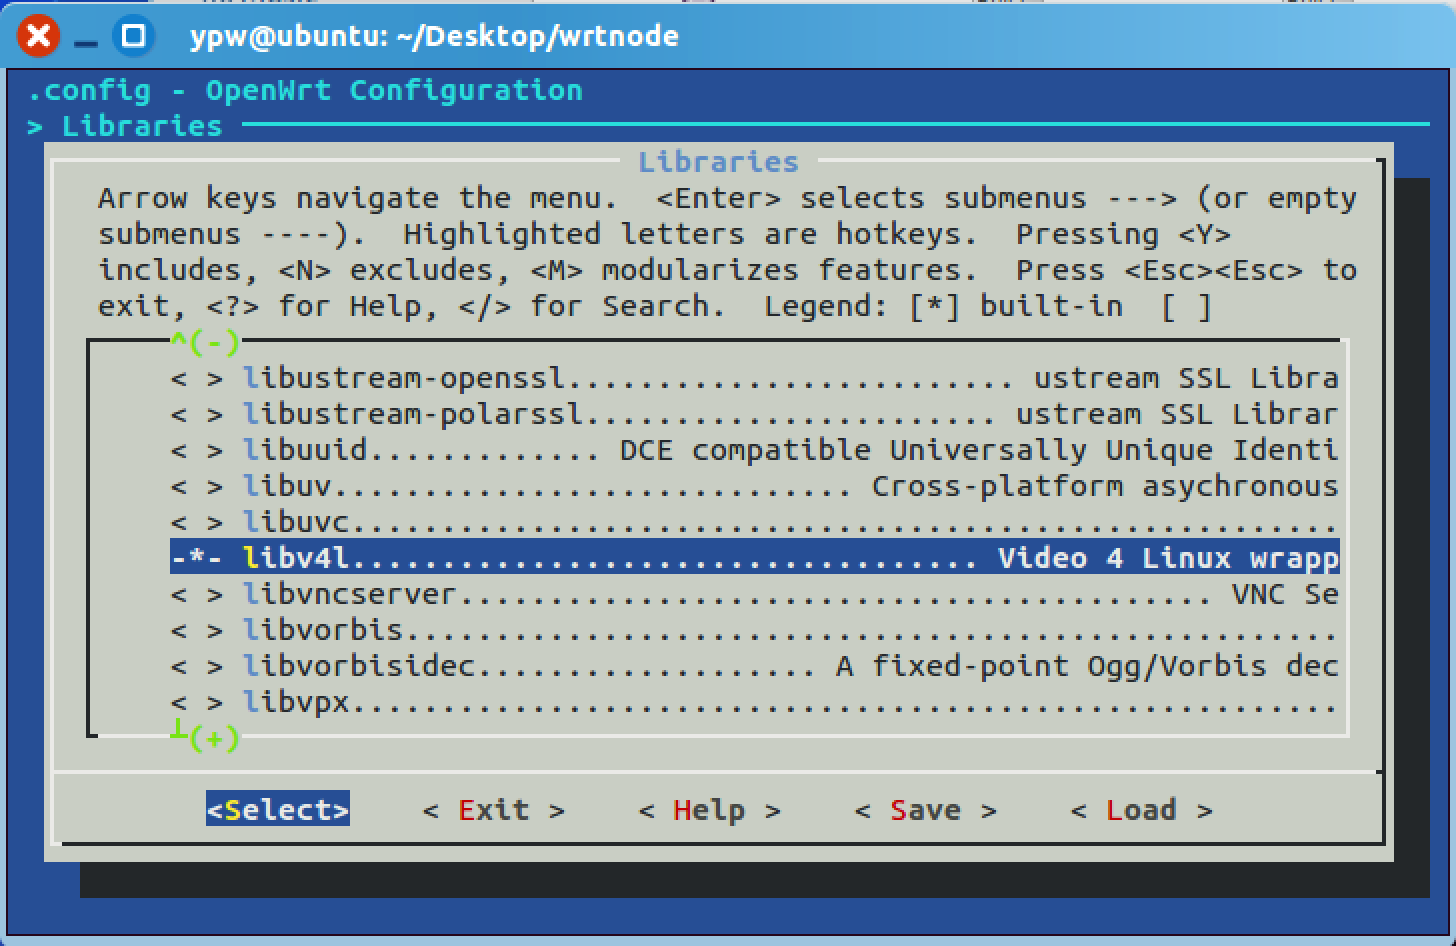 ypw@ubuntu: ~/Desktop/wrtnode
.config - OpenWrt Configuration
> Libraries
Libraries
Arrow keys navigate the menu.  <Enter> selects submenus ---> (or empty
submenus ----).  Highlighted letters are hotkeys.  Pressing <Y>
includes, <N> excludes, <M> modularizes features.  Press <Esc><Esc> to
exit, <?> for Help, </> for Search.  Legend: [*] built-in  [ ]
^(-)
< > libustream-openssl......................... ustream SSL Libra
< > libustream-polarssl....................... ustream SSL Librar
< > libuuid............. DCE compatible Universally Unique Identi
< > libuv............................. Cross-platform asychronous
< > libuvc.......................................................
-*- libv4l................................... Video 4 Linux wrapp
< > libvncserver.......................................... VNC Se
< > libvorbis....................................................
< > libvorbisidec................... A fixed-point Ogg/Vorbis dec
< > libvpx.......................................................
┴(+)
<Select>    < Exit >    < Help >    < Save >    < Load >